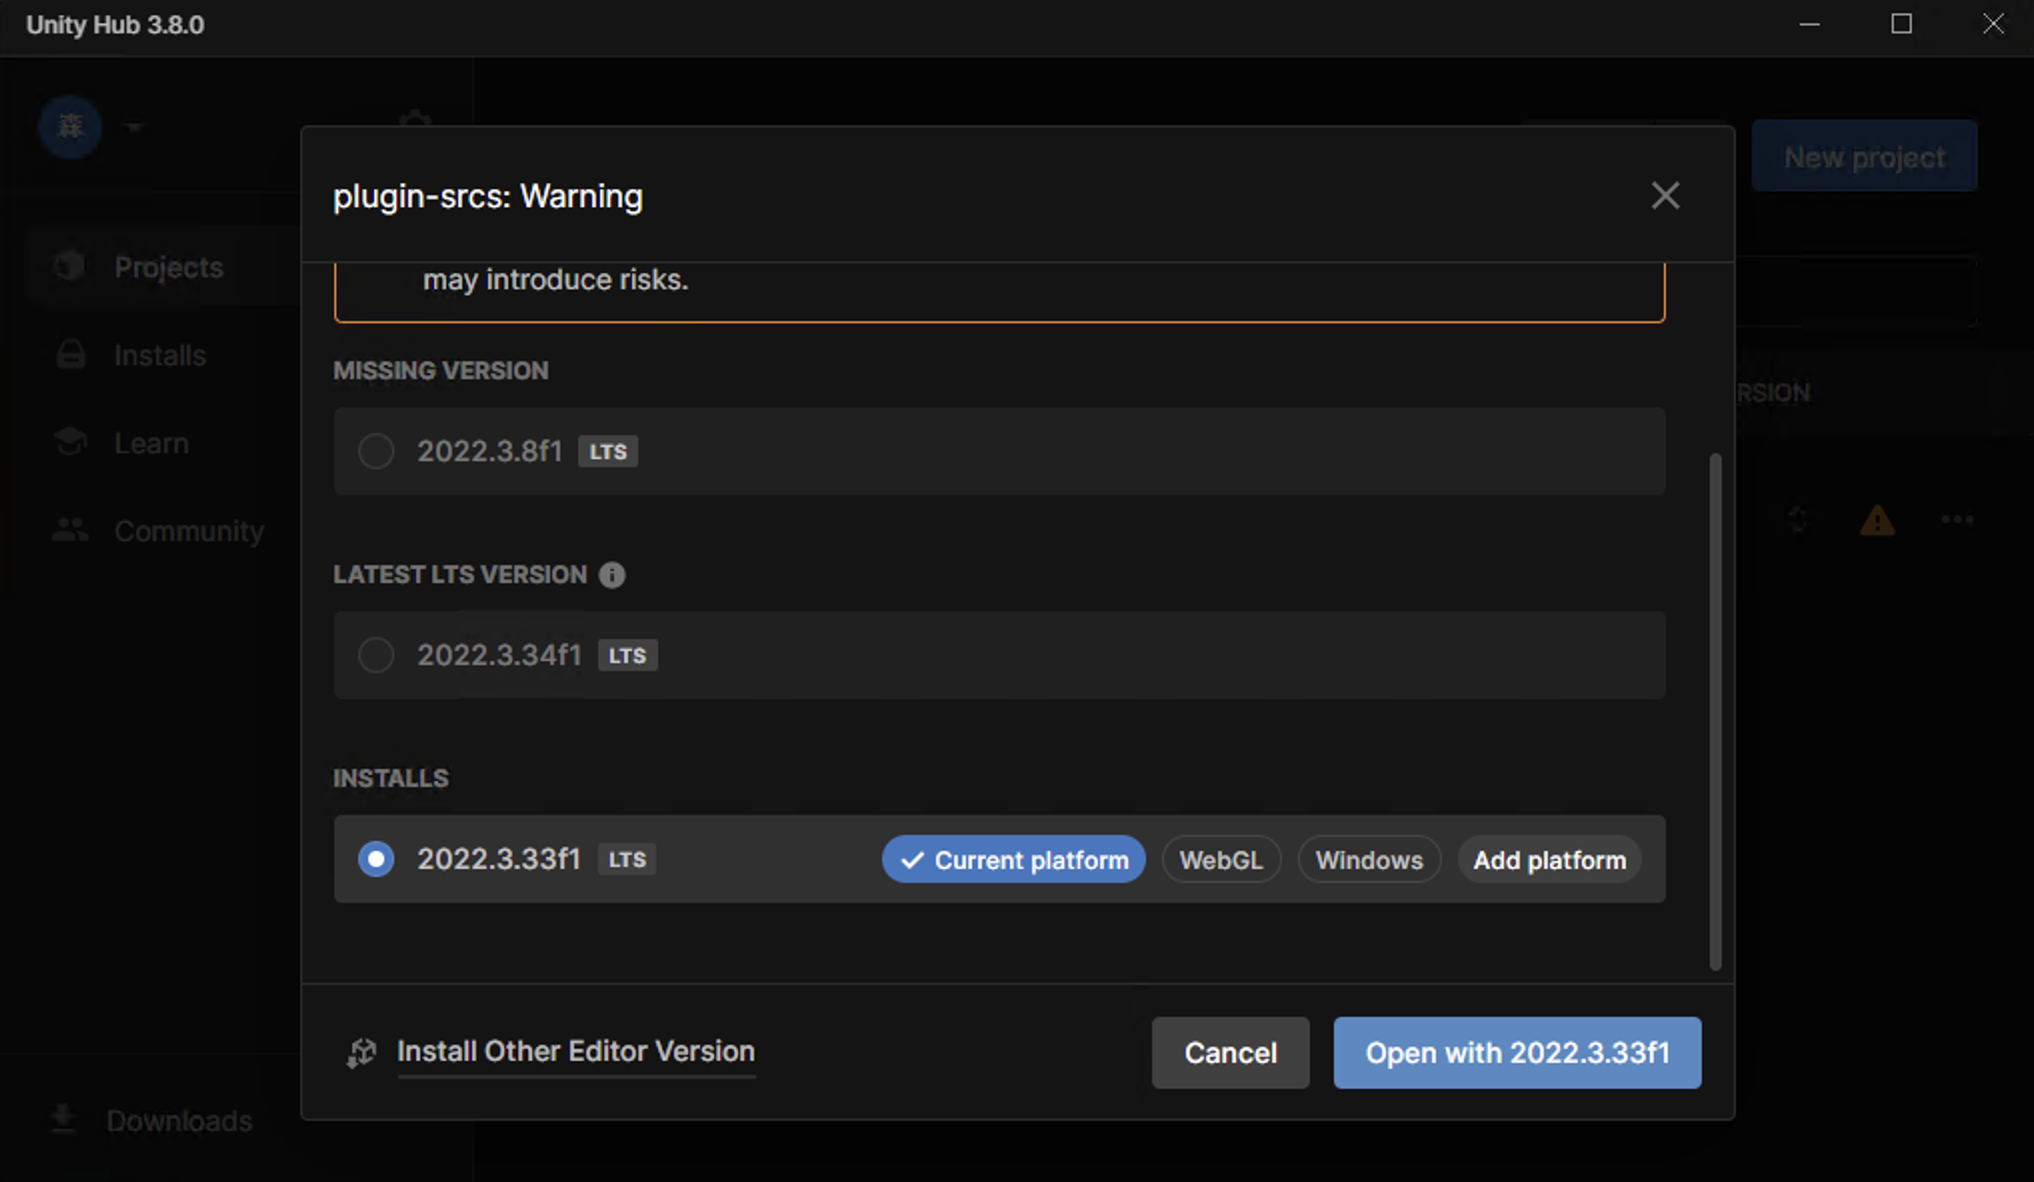 Unity Hub 3.8.0
森
New project
plugin-srcs: Warning
Projects
may introduce risks.
Installs
MISSING VERSION
RSION
Learn
2022.3.8f1 LTS
Community
LATEST LTS VERSION
2022.3.34f1 LTS
INSTALLS
2022.3.33f1 LTS Current platform WebGL Windows Add platform
Install Other Editor Version
Cancel
Open with 2022.3.33f1
Downloads